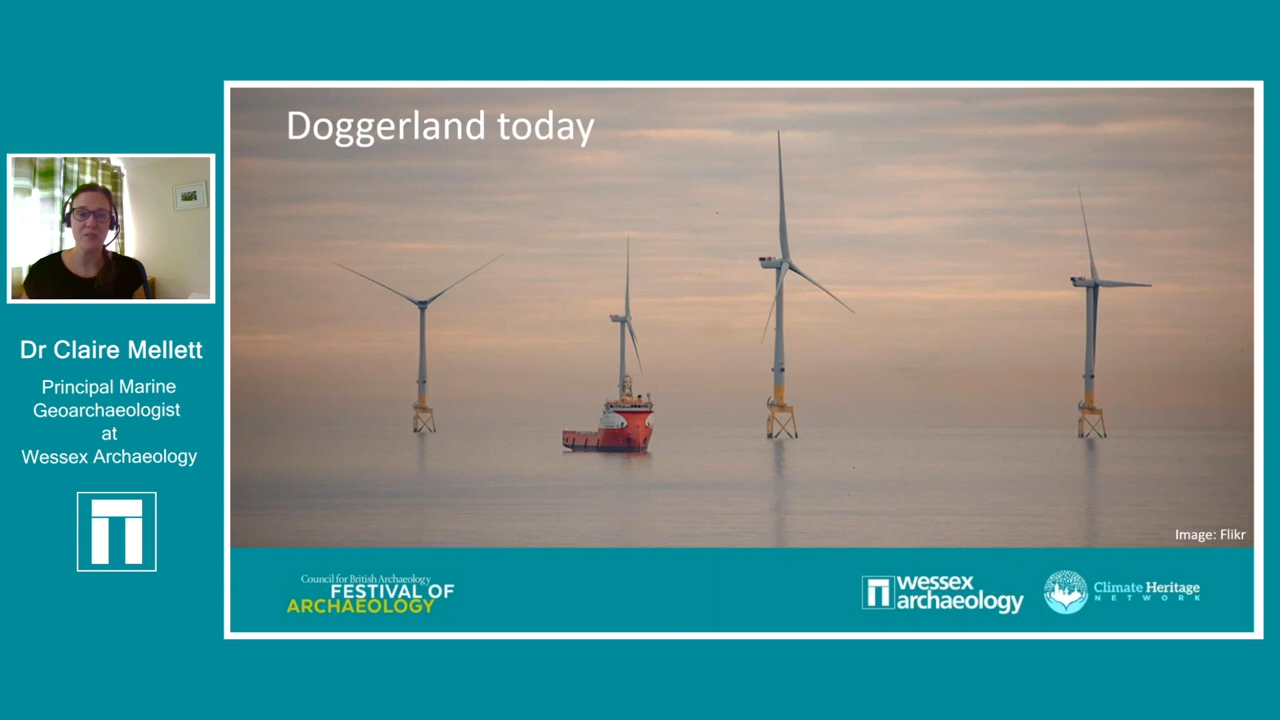 Doggerland today
Dr Claire Mellett
Principal Marine
Geoarchaeologist
at
Wessex Archaeology
Image: Flikr
Council for British Archaeology
FESTIVAL OF
ARCHAEOLOGY
wessex
archaeology
Climate Heritage
NETWORK